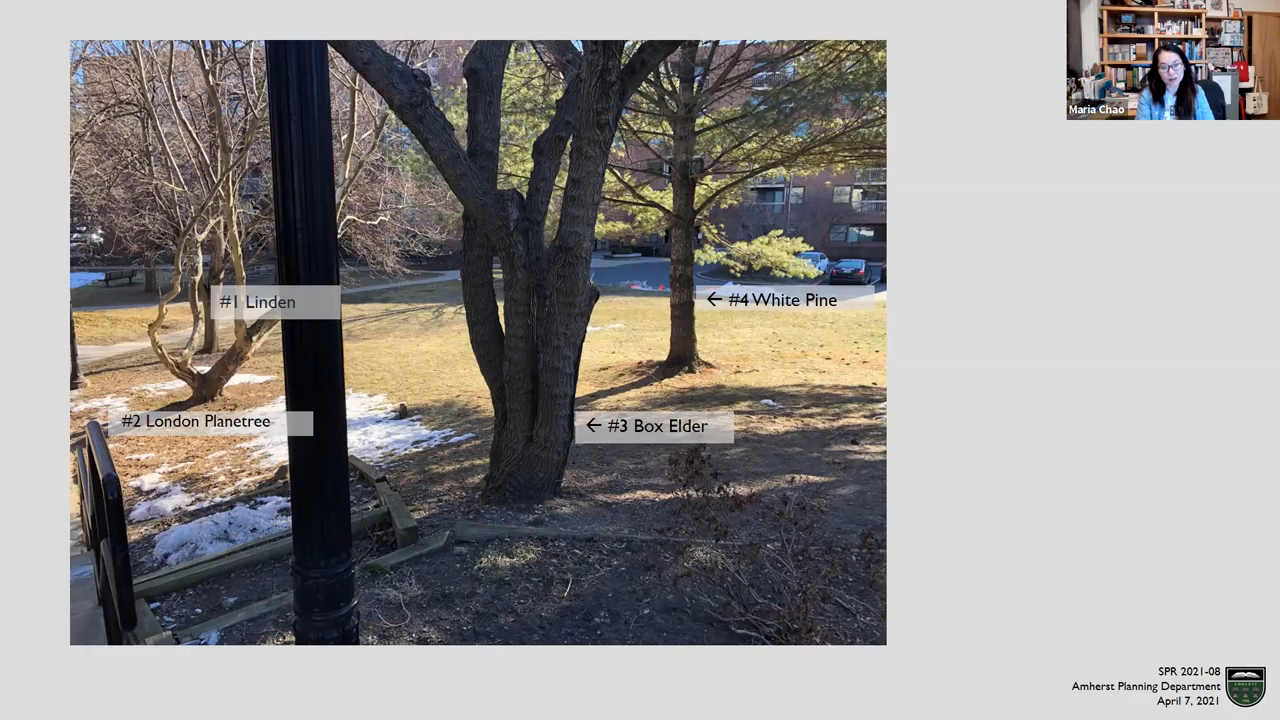 Maria Chao
#1 Linden
← #4 White Pine
#2 London Planetree
← #3 Box Elder
SPR 2021-08
Amherst Planning Department
April 7, 2021